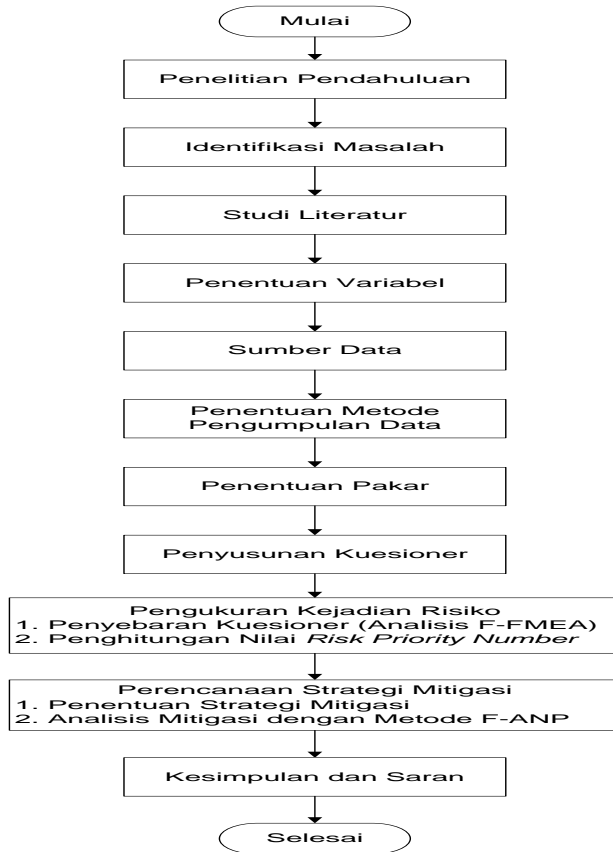 Mulai
Penelitian Pendahuluan
Identifikasi Masalah
Studi Literatur
Penentuan Variabel
Sumber Data
Penentuan Metode
Pengumpulan Data
Penentuan Pakar
Penyusunan Kuesioner
Pengukuran Kejadian Risiko
1. Penyebaran Kuesioner (Analisis F-FMEA)
2. Penghitungan Nilai Risk Priority Number
Perencanaan Strategi Mitigasi
1. Penentuan Strategi Mitigasi
2. Analisis Mitigasi dengan Metode F-ANP
Kesimpulan dan Saran
Selesai